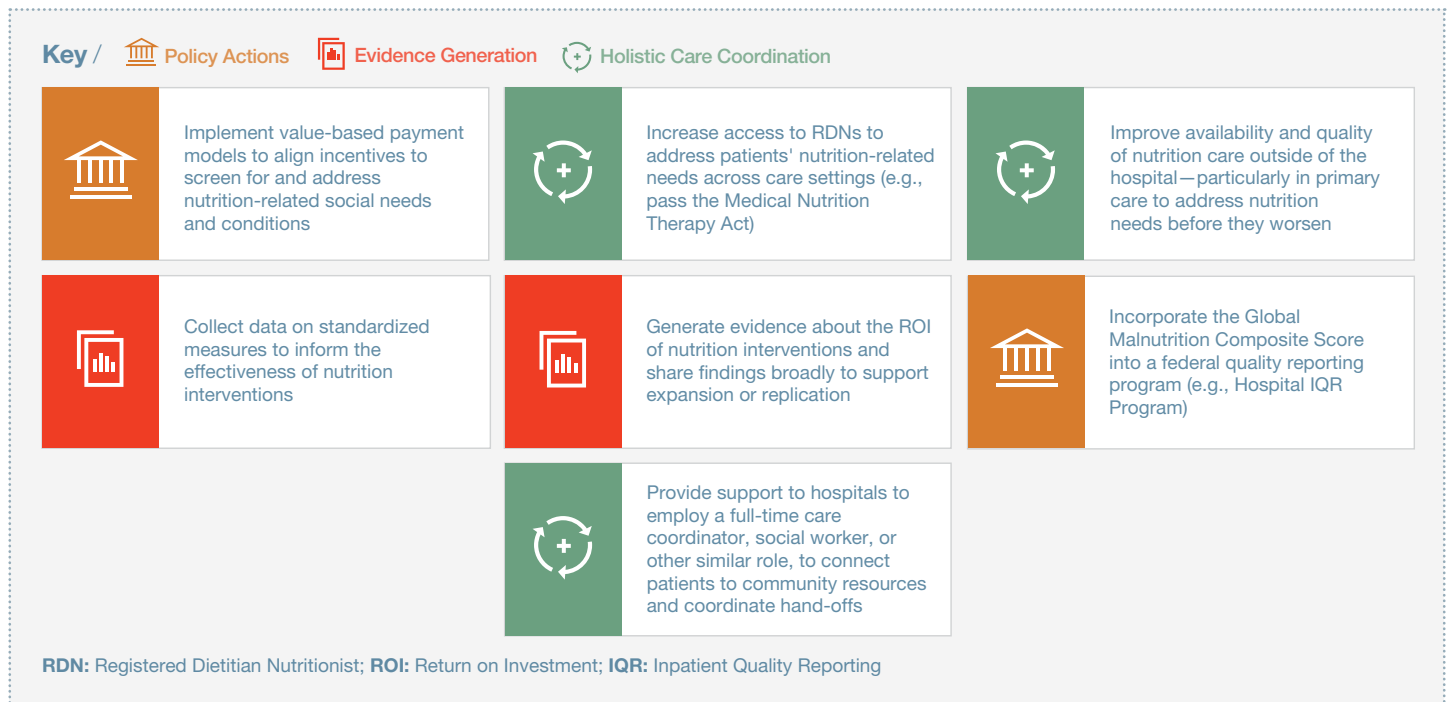 Key /
Policy Actions
Evidence Generation
Holistic Care Coordination
Implement value-based payment
models to align incentives to
screen for and address
nutrition-related social needs
and conditions
Increase access to RDNs to
address patients' nutrition-related
needs across care settings (e.g.,
pass the Medical Nutrition
Therapy Act)
Improve availability and quality
of nutrition care outside of the
hospital—particularly in primary
care to address nutrition
needs before they worsen
Collect data on standardized
measures to inform the
effectiveness of nutrition
interventions
Generate evidence about the ROI
of nutrition interventions and
share findings broadly to support
expansion or replication
Incorporate the Global
Malnutrition Composite Score
into a federal quality reporting
program (e.g., Hospital IQR
Program)
Provide support to hospitals to
employ a full-time care
coordinator, social worker, or
other similar role, to connect
patients to community resources
and coordinate hand-offs
RDN: Registered Dietitian Nutritionist; ROI: Return on Investment; IQR: Inpatient Quality Reporting